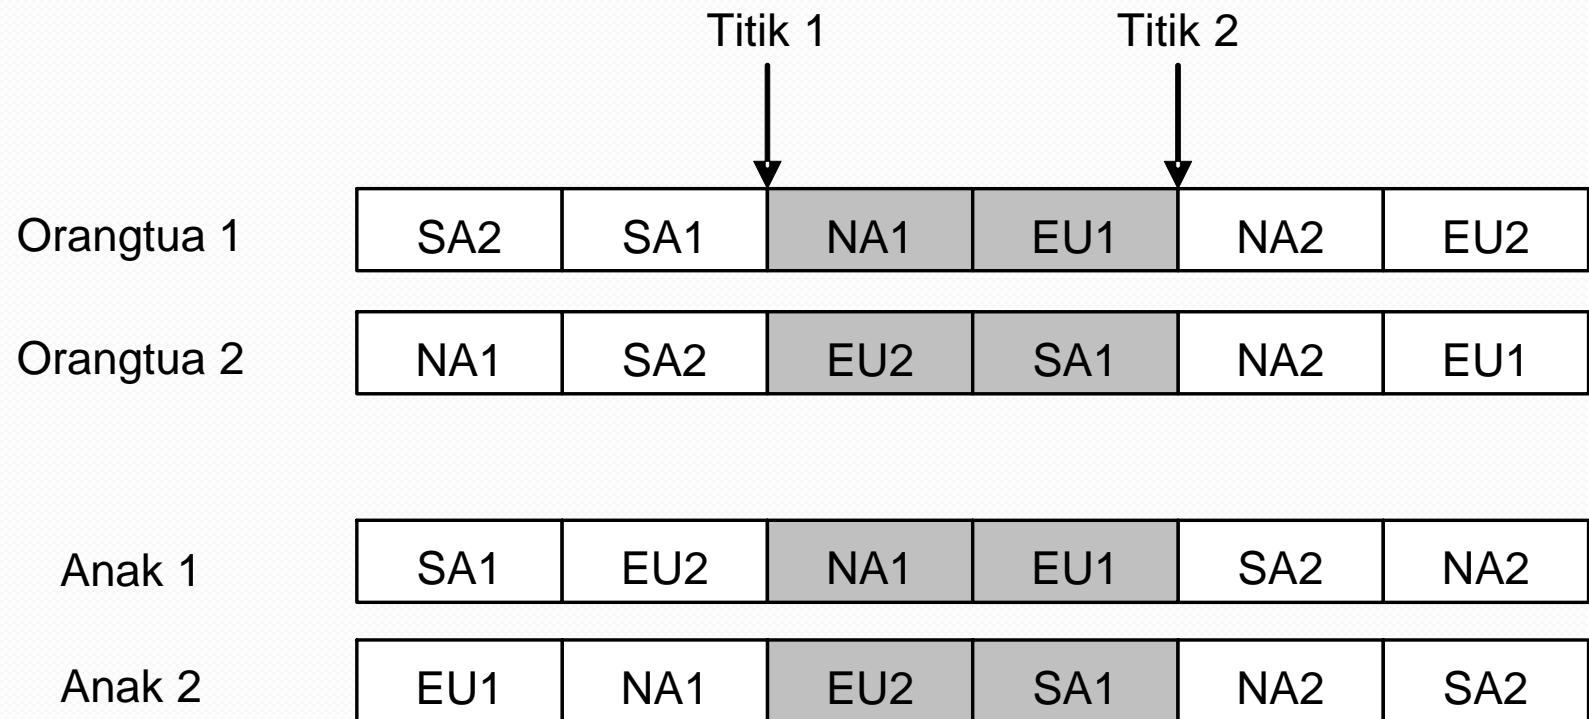 Titik 1 Titik 2
Orangtua 1 SA2 SA1 NA1 EU1 NA2 EU2
Orangtua 2 NA1 SA2 EU2 SA1 NA2 EU1
Anak 1 SA1 EU2 NA1 EU1 SA2 NA2
Anak 2 EU1 NA1 EU2 SA1 NA2 SA2